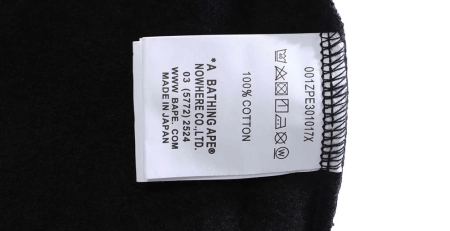 001ZPE301017X
100% COTTON
*A BATHING APE®
NOWHERE CO., LTD.
03 (5772) 2524
WWW. BAPE. COM
MADE IN JAPAN